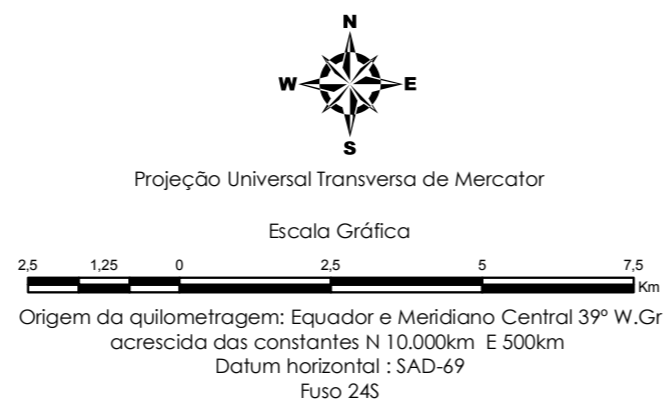 N
W E
S
Projeção Universal Transversa de Mercator
Escala Gráfica
2,5 1,25 0 2,5 5 7,5
Km
Origem da quilometragem: Equador e Meridiano Central 39º W.Gr
acrescida das constantes N 10.000km E 500km
Datum horizontal : SAD-69
Fuso 24S